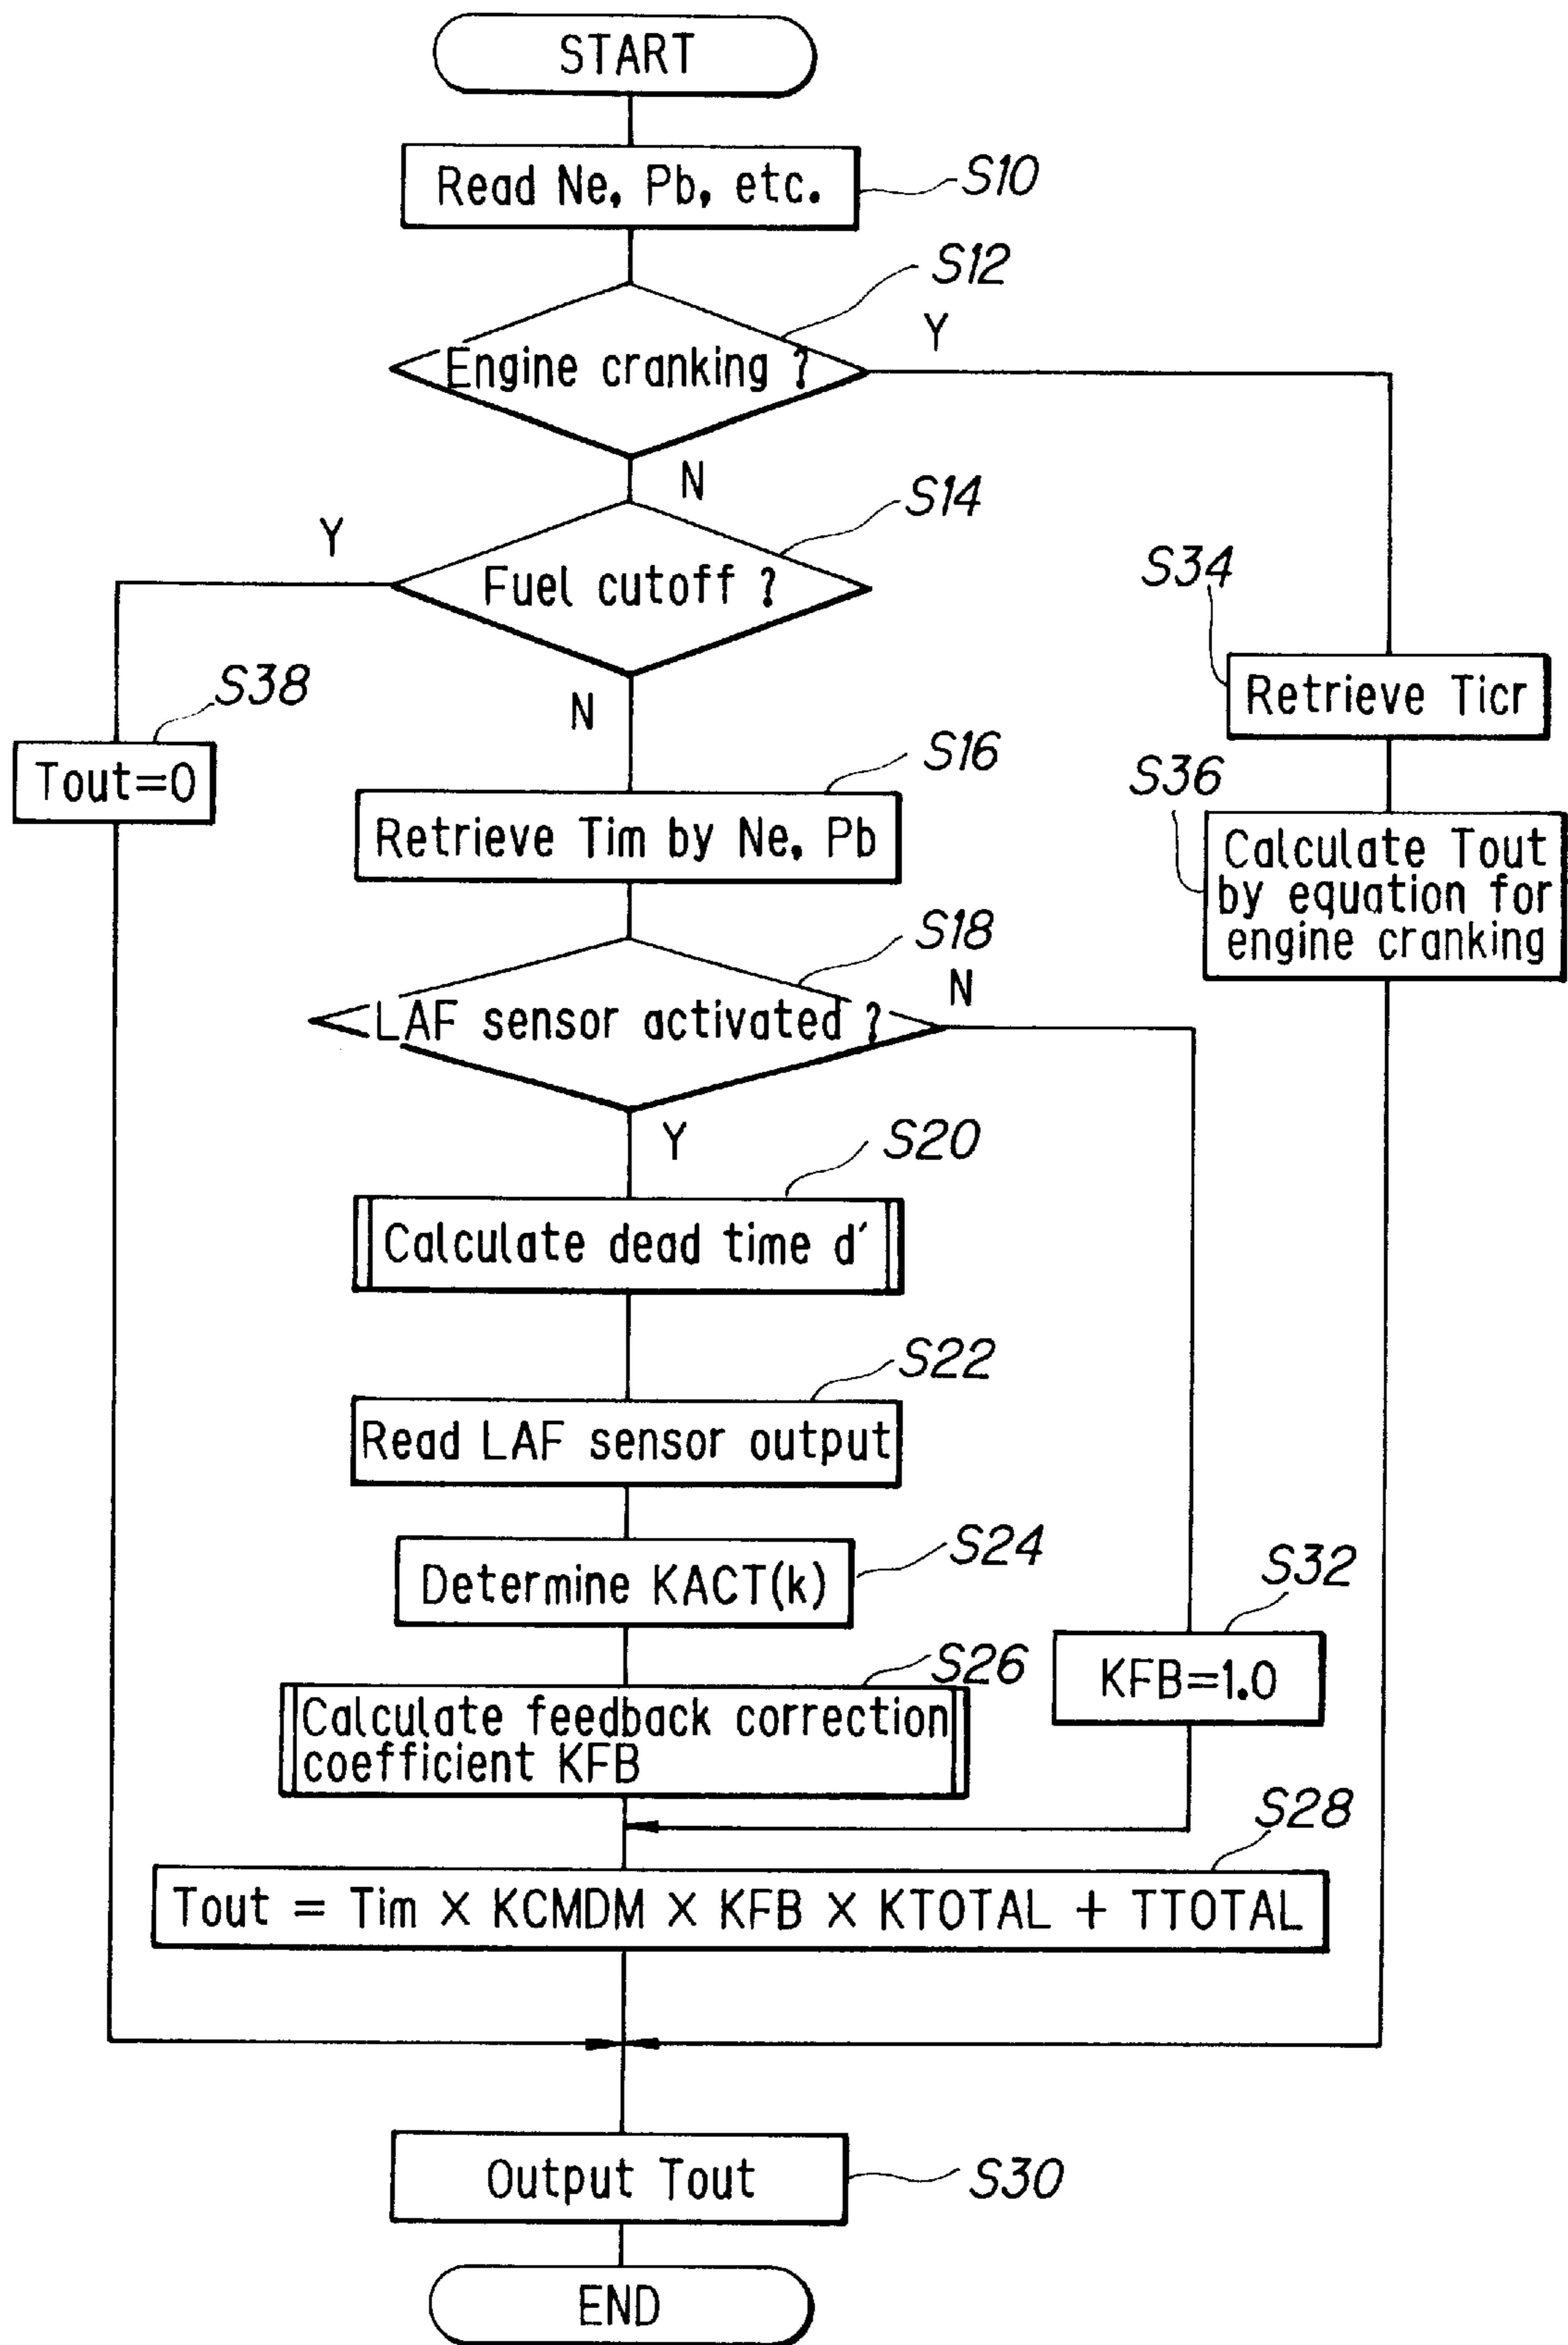 START
Read Ne, Pb, etc.
S10
S12
Engine cranking ?
Y
N
S14
Y
Fuel cutoff ?
S34
Retrieve Ticr
S38
Tout=0
N
S16
Retrieve Tim by Ne, Pb
S36
Calculate Tout
by equation for
engine cranking
S18
N
LAF sensor activated ?
Y
S20
Calculate dead time d′
S22
Read LAF sensor output
S24
Determine KACT(k)
S32
KFB=1.0
S26
Calculate feedback correction
coefficient KFB
S28
Tout = Tim × KCMDM × KFB × KTOTAL + TTOTAL
Output Tout
S30
END